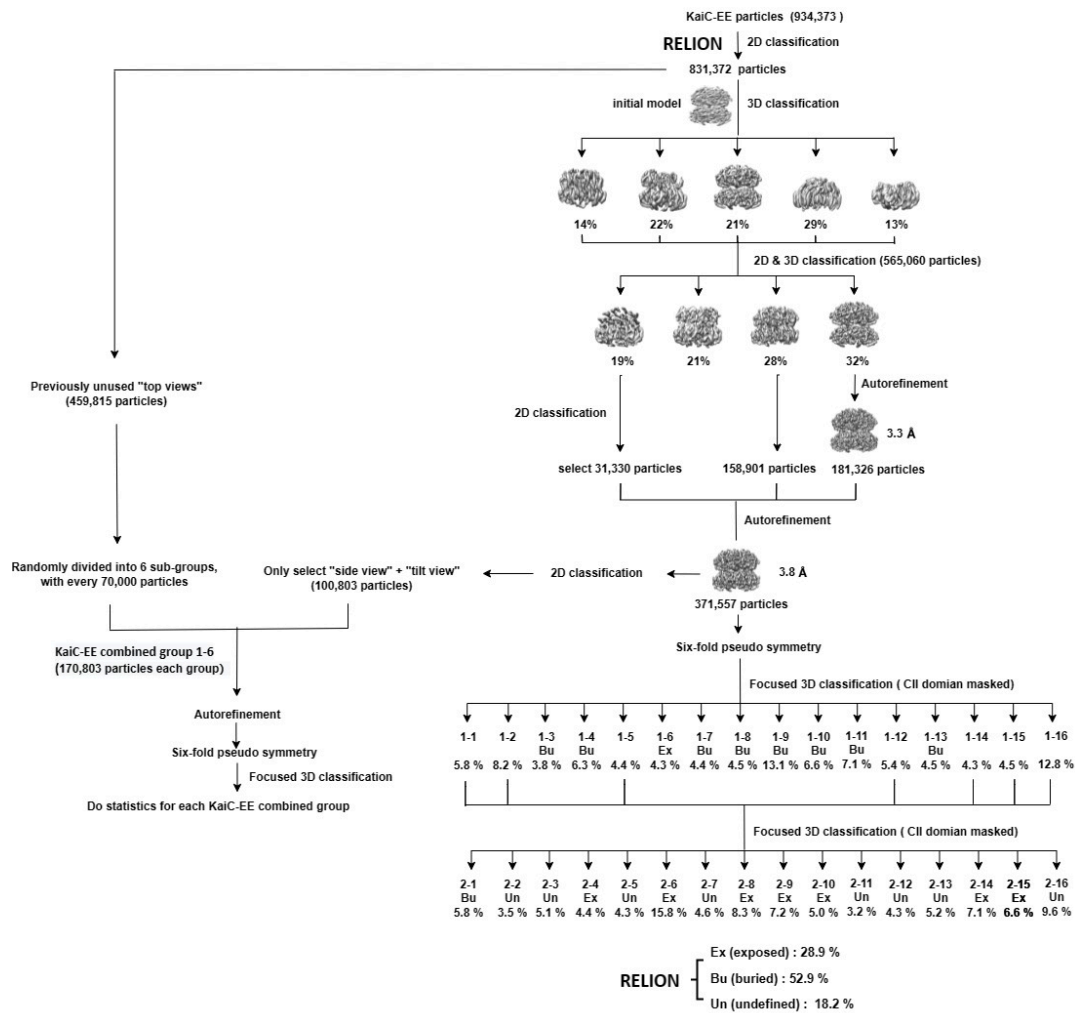 KaiC-EE particles (934,373 )
RELION
2D classification
831,372 particles
initial model
3D classification
14%
22%
21%
29%
13%
2D & 3D classification (565,060 particles)
19%
21%
28%
32%
Previously unused "top views"
(459,815 particles)
2D classification
Autorefinement
3.3 Å
select 31,330 particles
158,901 particles
181,326 particles
Autorefinement
Randomly divided into 6 sub-groups,
with every 70,000 particles
Only select "side view" + "tilt view"
(100,803 particles)
2D classification
3.8 Å
371,557 particles
Six-fold pseudo symmetry
KaiC-EE combined group 1-6
(170,803 particles each group)
Focused 3D classification ( CII domian masked)
Autorefinement
Six-fold pseudo symmetry
Focused 3D classification
Do statistics for each KaiC-EE combined group
1-1 1-2 1-3 1-4 1-5 1-6 1-7 1-8 1-9 1-10 1-11 1-12 1-13 1-14 1-15 1-16
Bu Bu Ex Bu Bu Bu Bu Bu Bu
5.8 % 8.2 % 3.8 % 6.3 % 4.4 % 4.3 % 4.4 % 4.5 % 13.1 % 6.6 % 7.1 % 5.4 % 4.5 % 4.3 % 4.5 % 12.8 %
Focused 3D classification ( CII domian masked)
2-1 2-2 2-3 2-4 2-5 2-6 2-7 2-8 2-9 2-10 2-11 2-12 2-13 2-14 2-15 2-16
Bu Un Un Ex Un Ex Un Ex Ex Ex Un Un Un Ex Ex Un
5.8 % 3.5 % 5.1 % 4.4 % 4.3 % 15.8 % 4.6 % 8.3 % 7.2 % 5.0 % 3.2 % 4.3 % 5.2 % 7.1 % 6.6 % 9.6 %
RELION
Ex (exposed) : 28.9 %
Bu (buried) : 52.9 %
Un (undefined) : 18.2 %